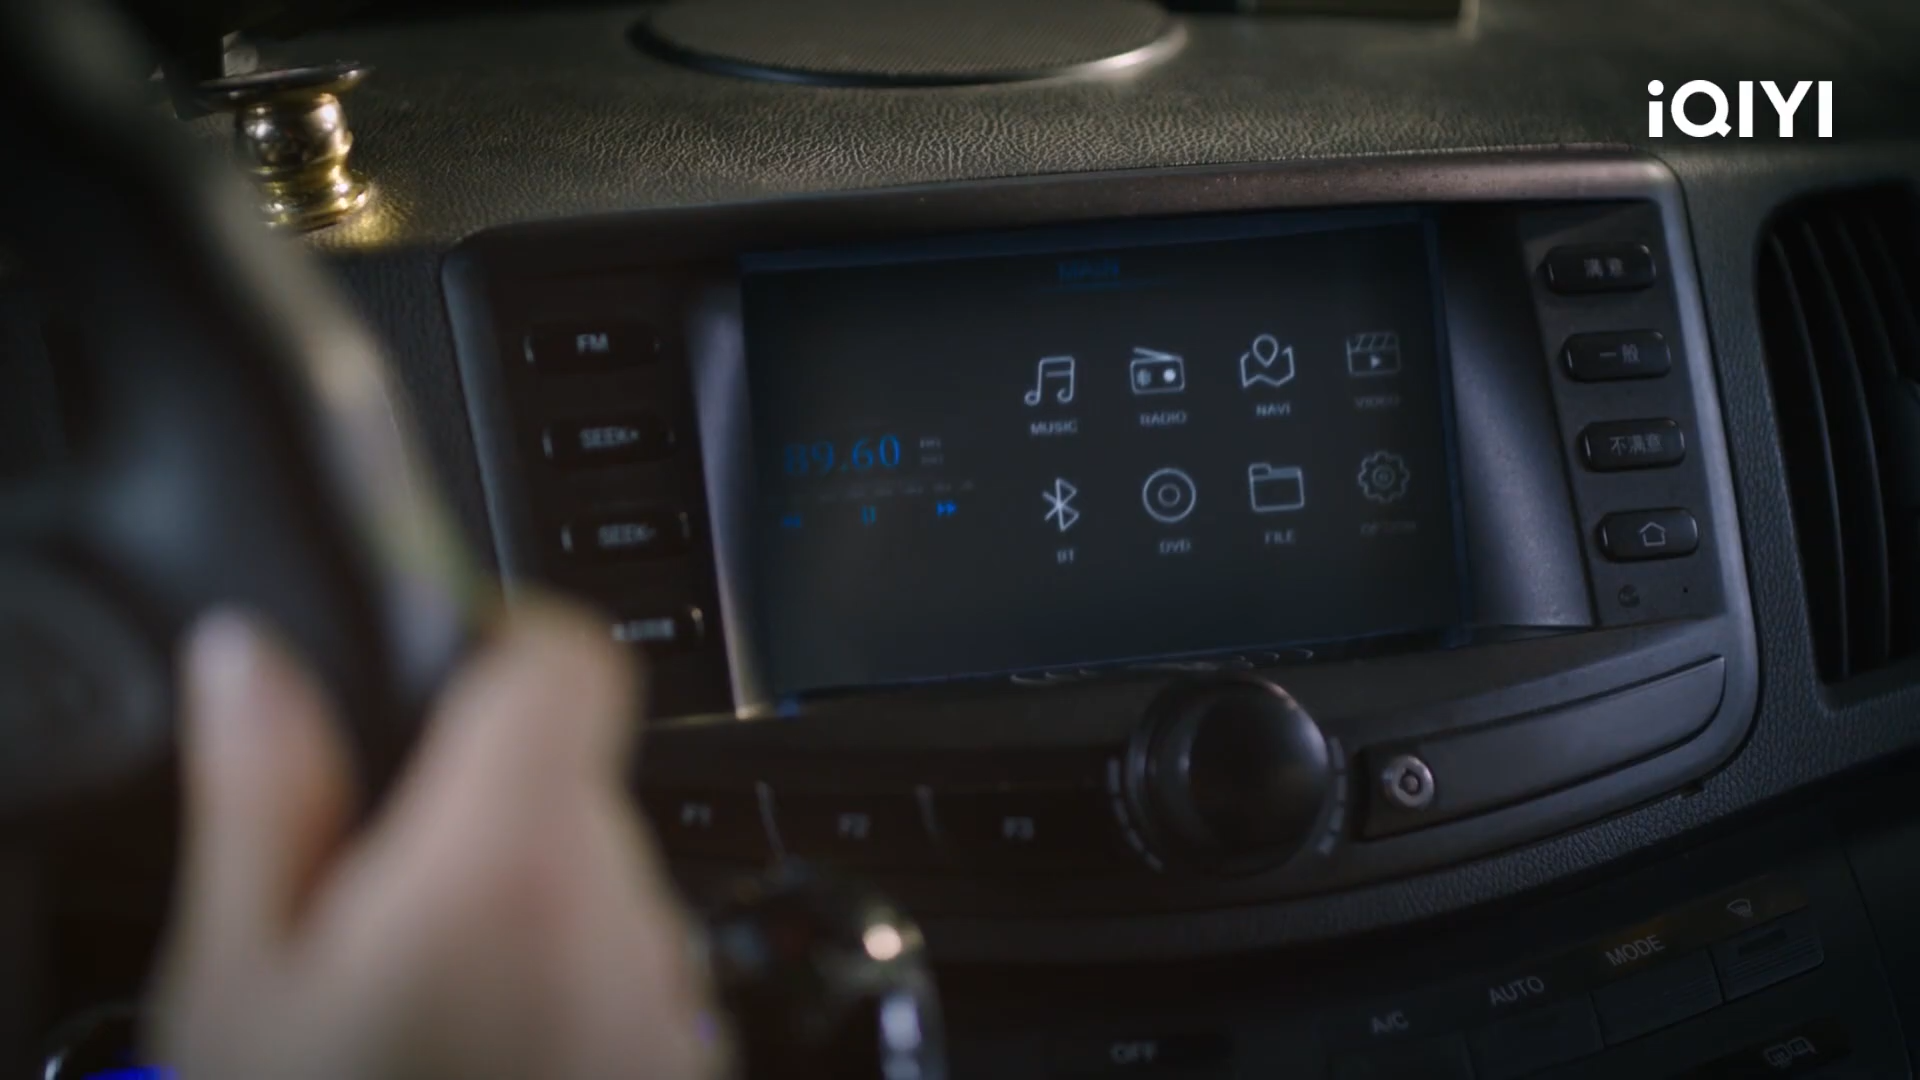 iQIYI
满意
FM
一般
MUSIC
RADIO
NAVI
VIDEO
SEEK+
89.60
不满意
SEEK-
BT
DVD
FILE
F1
F2
F3
MODE
AUTO
A/C
OFF